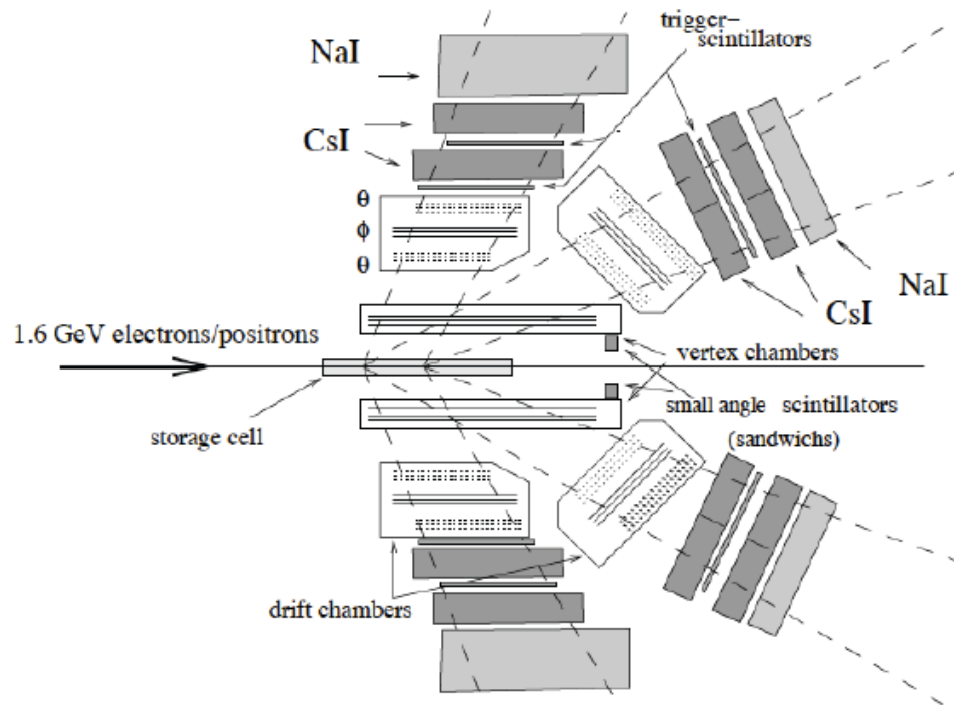 trigger-
scintillators
NaI
CsI
θ
ϕ
θ
NaI
CsI
1.6 GeV electrons/positrons
vertex chambers
storage cell
small angle scintillators
(sandwichs)
drift chambers